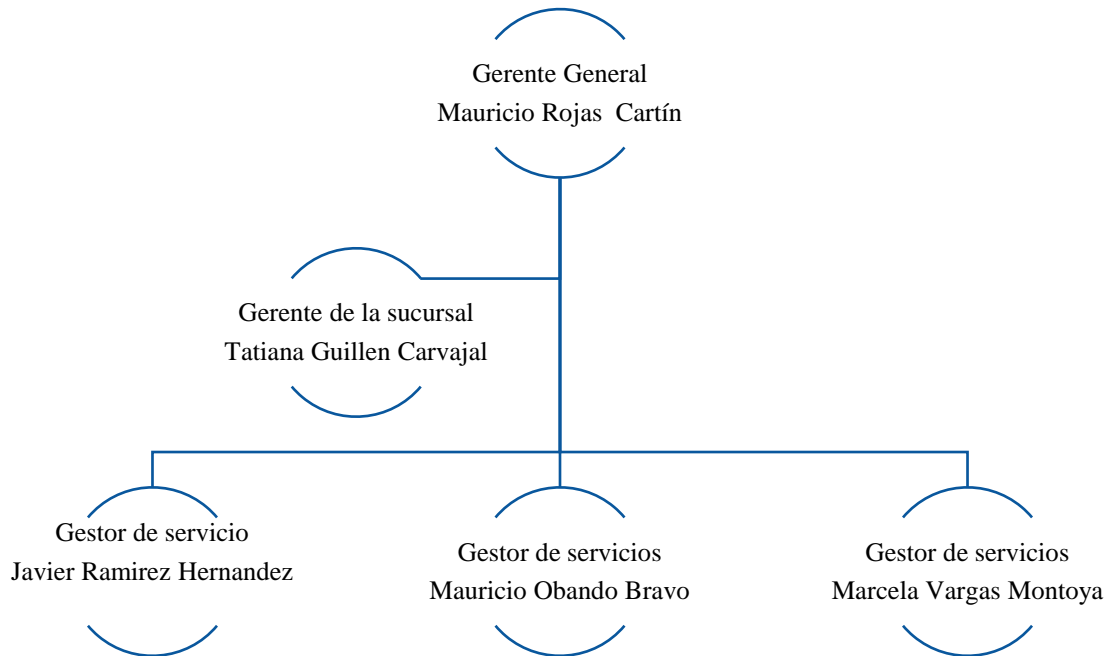 Gerente General
Mauricio Rojas Cartín
Gerente de la sucursal
Tatiana Guillen Carvajal
Gestor de servicio
Javier Ramirez Hernandez
Gestor de servicios
Mauricio Obando Bravo
Gestor de servicios
Marcela Vargas Montoya